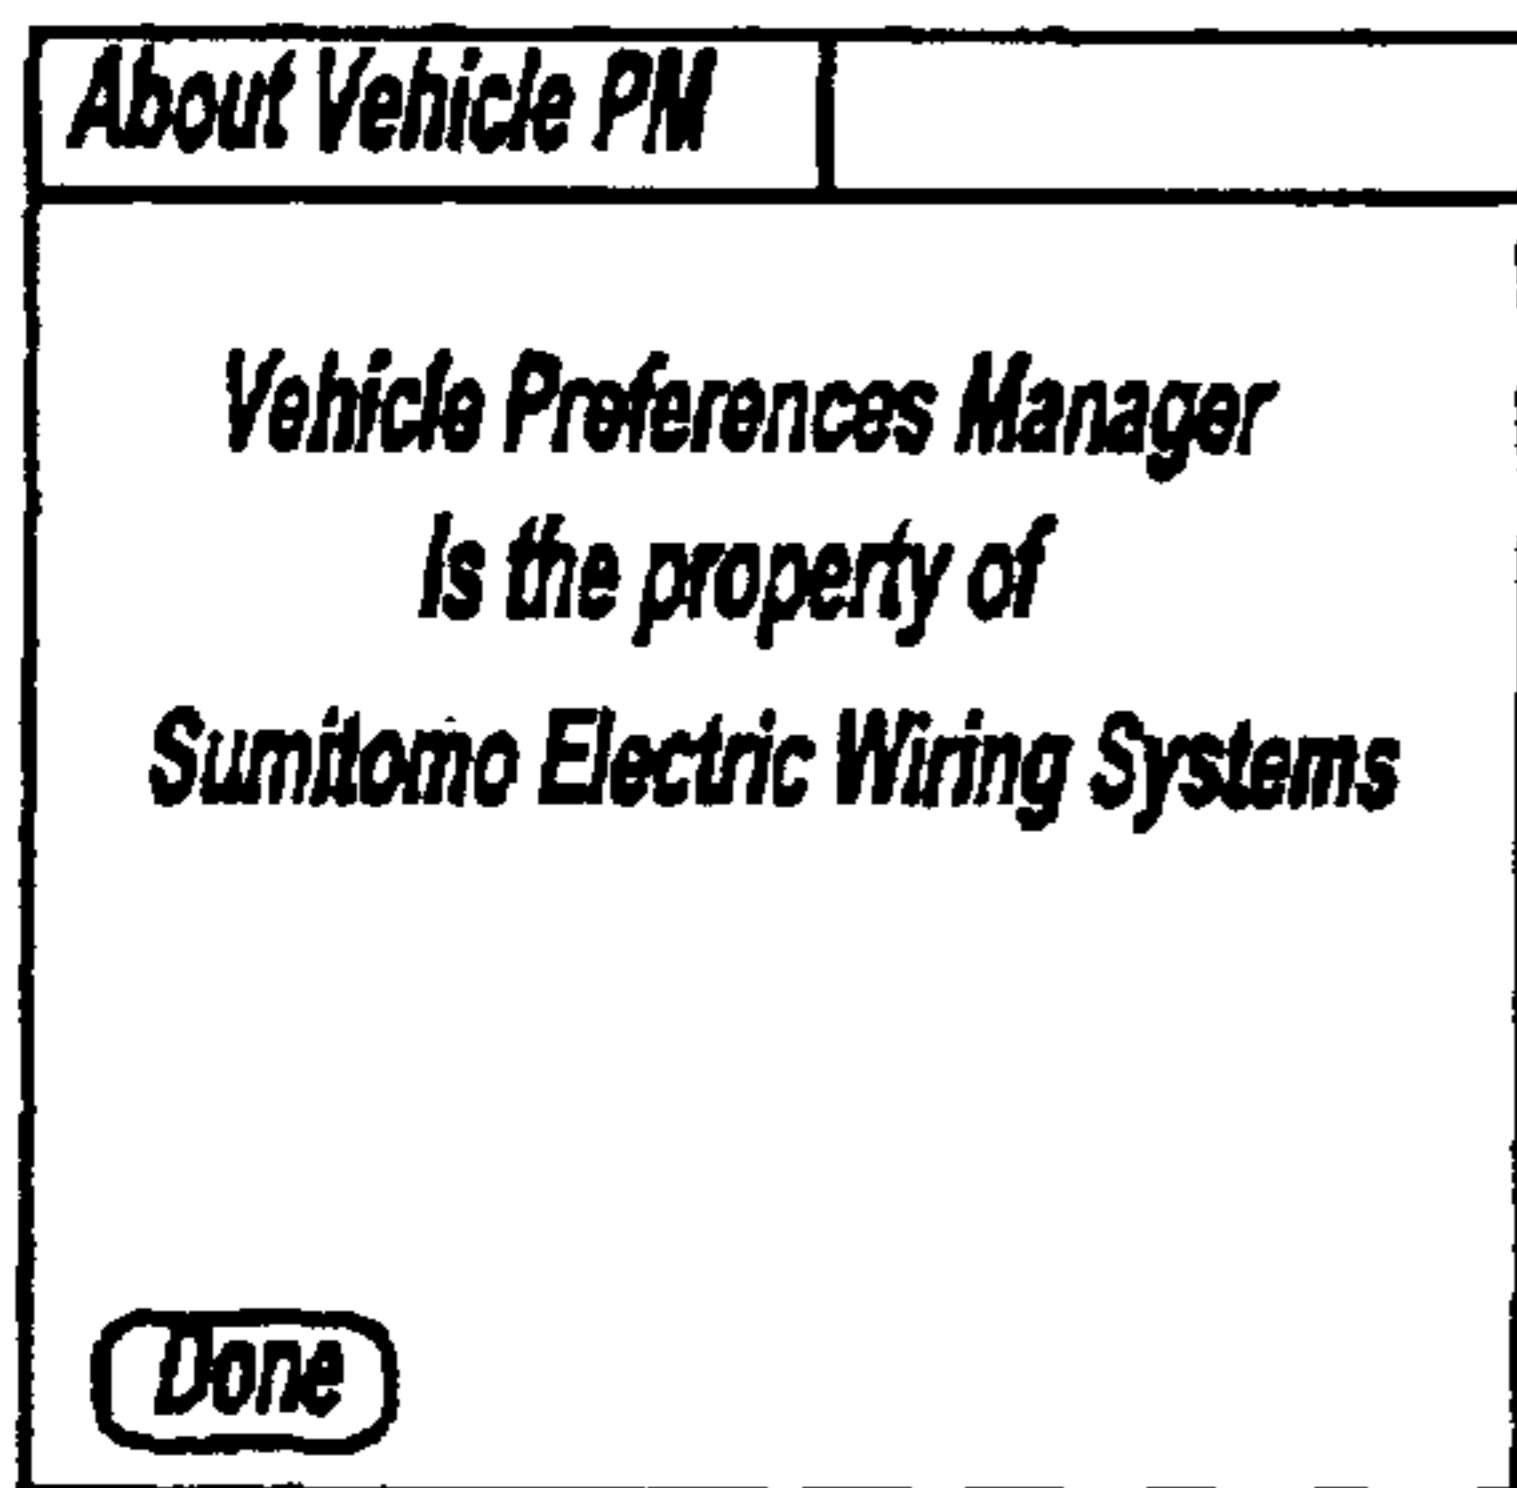 About Vehicle PM
Vehicle Preferences Manager
Is the property of
Sumitomo Electric Wiring Systems
Done